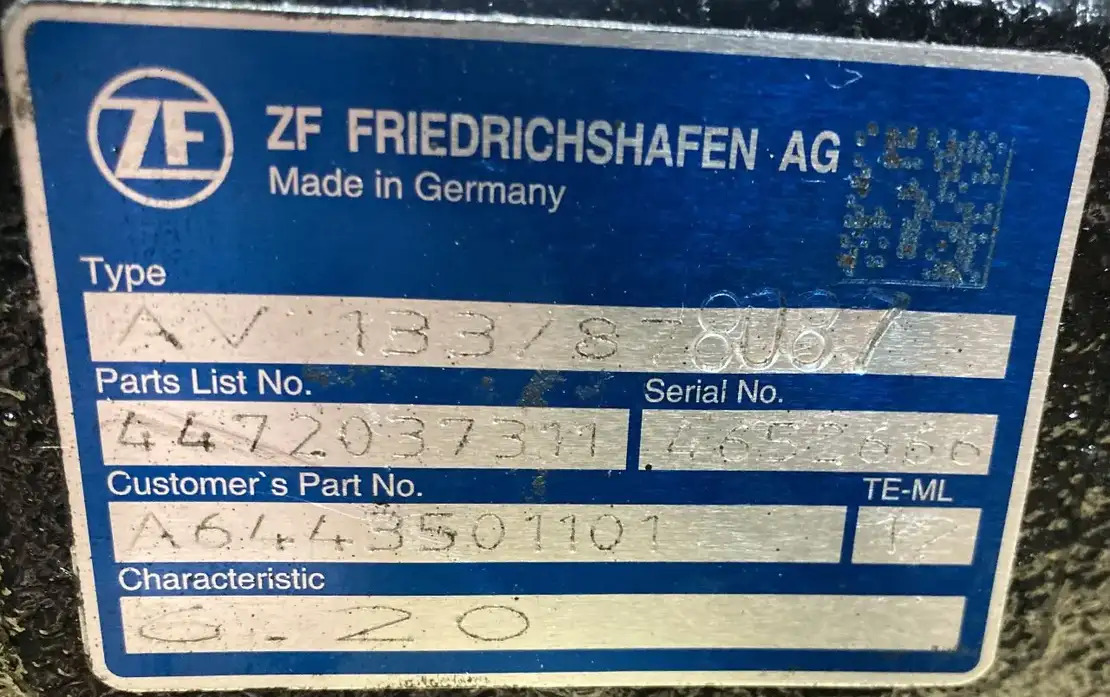 ZF
ZF FRIEDRICHSHAFEN AG
Made in Germany
Type
AV 133/87
8087
Parts List No.
Serial No.
4472037311
4652666
Customer`s Part No.
TE-ML
A6443501101
12
Characteristic
6.20